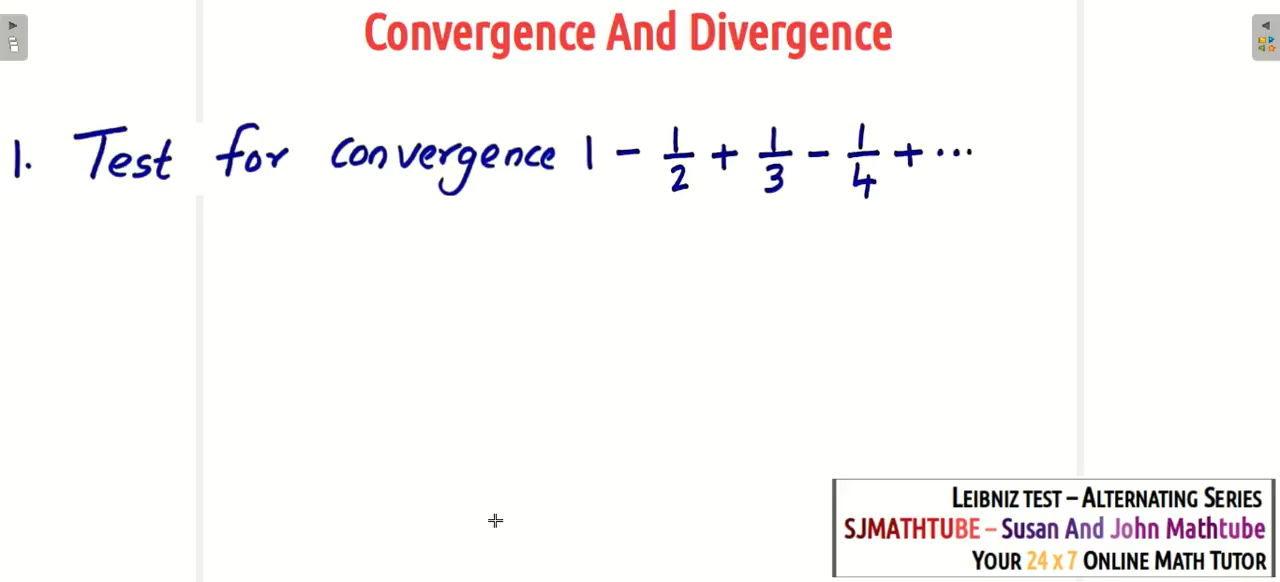 Convergence And Divergence
1. Test for convergence 1 - 1/2 + 1/3 - 1/4 + ...
LEIBNIZ TEST – ALTERNATING SERIES
SJMATHTUBE – Susan And John Mathtube
YOUR 24 x 7 ONLINE MATH TUTOR